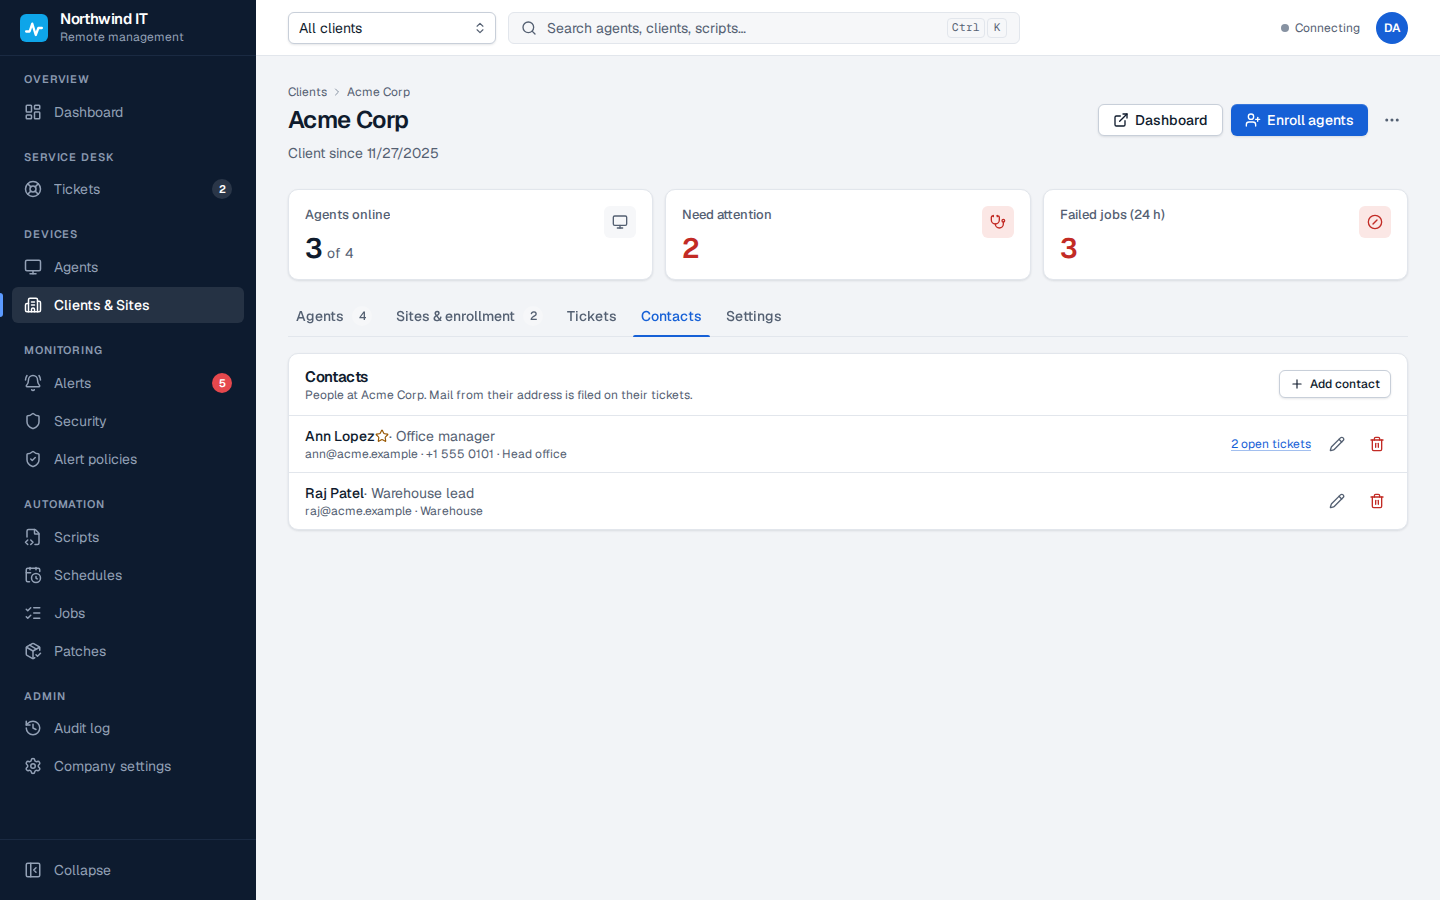 Northwind IT
Remote management
All clients
Search agents, clients, scripts...
Ctrl K
Connecting
DA
OVERVIEW
Dashboard
SERVICE DESK
Tickets 2
DEVICES
Agents
Clients & Sites
MONITORING
Alerts 5
Security
Alert policies
AUTOMATION
Scripts
Schedules
Jobs
Patches
ADMIN
Audit log
Company settings
Collapse
Clients > Acme Corp
Acme Corp
Client since 11/27/2025
Dashboard
Enroll agents
Agents online
3 of 4
Need attention
2
Failed jobs (24 h)
3
Agents 4 Sites & enrollment 2 Tickets Contacts Settings
Contacts
People at Acme Corp. Mail from their address is filed on their tickets.
Add contact
Ann Lopez · Office manager
ann@acme.example · +1 555 0101 · Head office
2 open tickets
Raj Patel · Warehouse lead
raj@acme.example · Warehouse